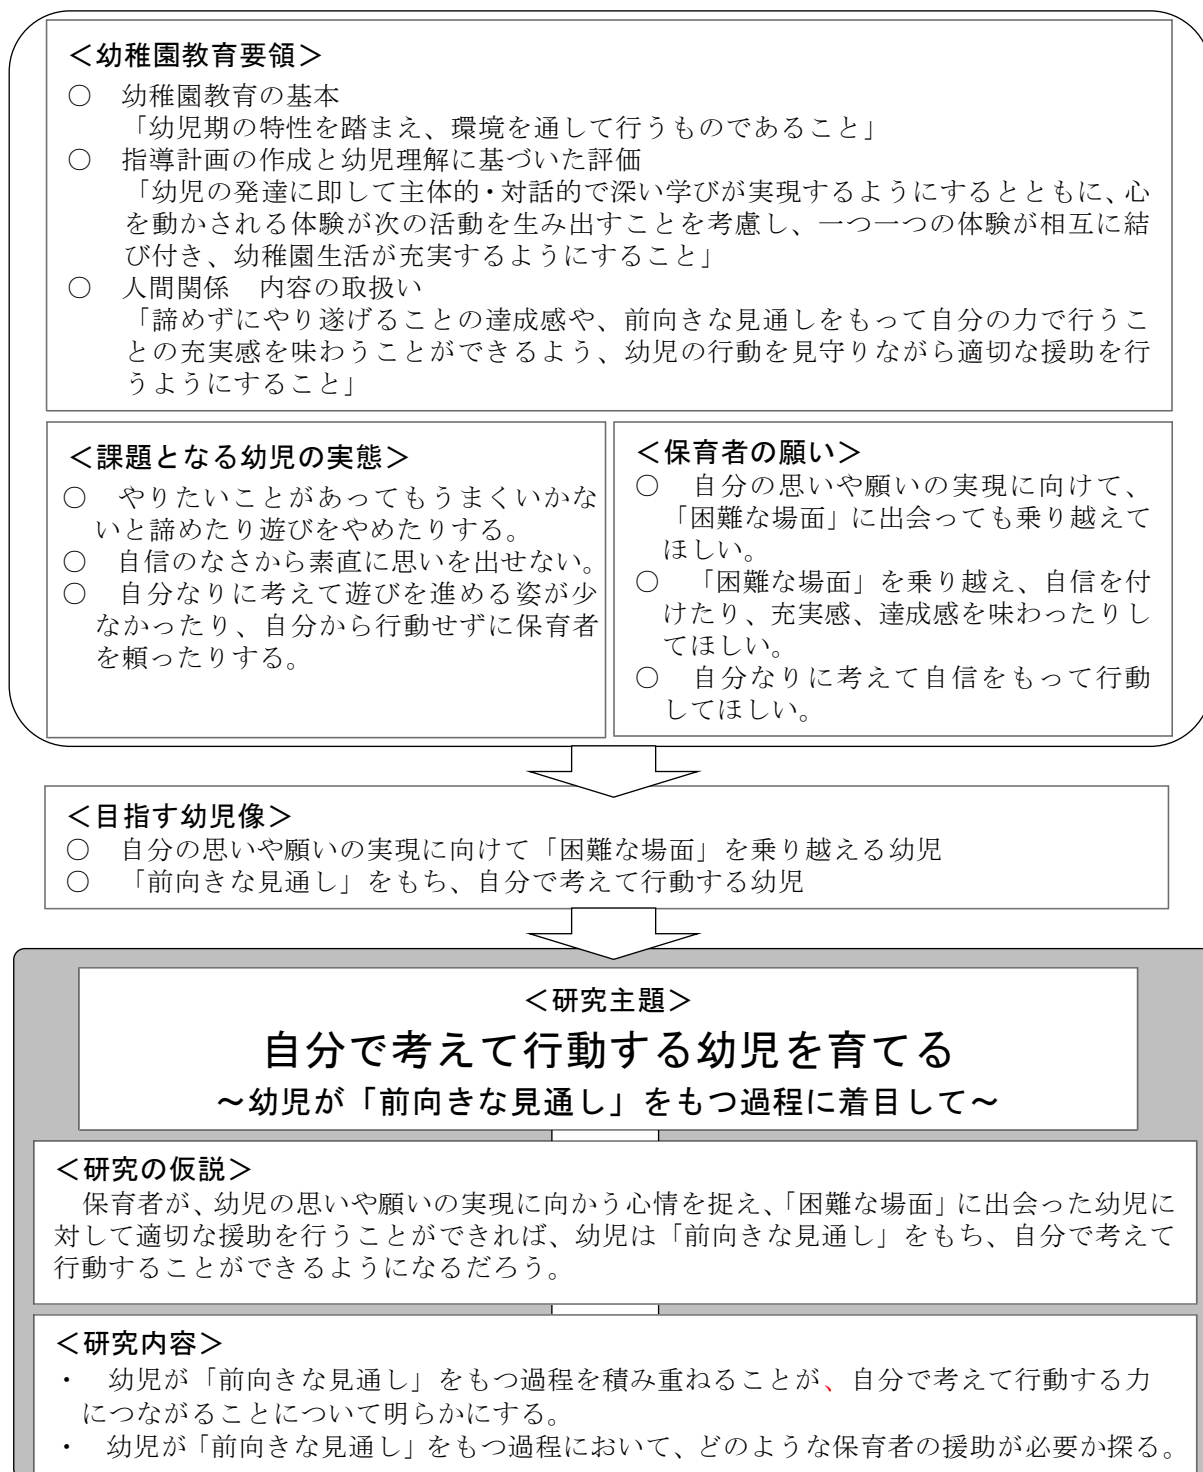 ＜幼稚園教育要領＞
○　幼稚園教育の基本
「幼児期の特性を踏まえ、環境を通して行うものであること」
○　指導計画の作成と幼児理解に基づいた評価
「幼児の発達に即して主体的・対話的で深い学びが実現するようにするとともに、心
を動かされる体験が次の活動を生み出すことを考慮し、一つ一つの体験が相互に結
び付き、幼稚園生活が充実するようにすること」
○　人間関係　内容の取扱い
「諦めずにやり遂げることの達成感や、前向きな見通しをもって自分の力で行うこ
との充実感を味わうことができるよう、幼児の行動を見守りながら適切な援助を行
うようにすること」
＜課題となる幼児の実態＞
○　やりたいことがあってもうまくいかな
いと諦めたり遊びをやめたりする。
○　自信のなさから素直に思いを出せない。
○　自分なりに考えて遊びを進める姿が少
なかったり、自分から行動せずに保育者
を頼ったりする。
＜保育者の願い＞
○　自分の思いや願いの実現に向けて、
「困難な場面」に出会っても乗り越えて
ほしい。
○　「困難な場面」を乗り越え、自信を付
けたり、充実感、達成感を味わったりし
てほしい。
○　自分なりに考えて自信をもって行動
してほしい。
＜目指す幼児像＞
○　自分の思いや願いの実現に向けて「困難な場面」を乗り越える幼児
○　「前向きな見通し」をもち、自分で考えて行動する幼児
＜研究主題＞
自分で考えて行動する幼児を育てる
～幼児が「前向きな見通し」をもつ過程に着目して～
＜研究の仮説＞
保育者が、幼児の思いや願いの実現に向かう心情を捉え、「困難な場面」に出会った幼児に
対して適切な援助を行うことができれば、幼児は「前向きな見通し」をもち、自分で考えて
行動することができるようになるだろう。
＜研究内容＞
・　幼児が「前向きな見通し」をもつ過程を積み重ねることが、自分で考えて行動する力
につながることについて明らかにする。
・　幼児が「前向きな見通し」をもつ過程において、どのような保育者の援助が必要か探る。